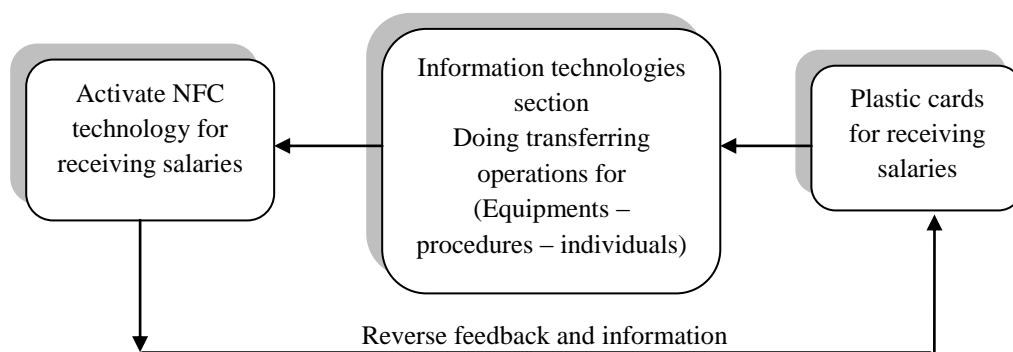 Activate NFC
technology for
receiving salaries
Information technologies
section
Doing transferring
operations for
(Equipments –
procedures – individuals)
Plastic cards
for receiving
salaries
Reverse feedback and information